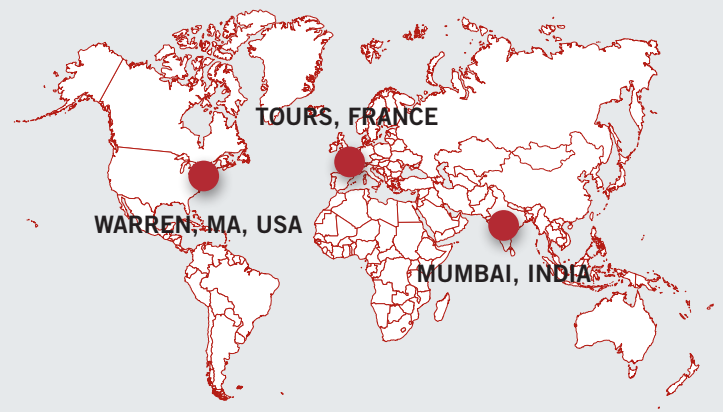 TOURS, FRANCE
WARREN, MA, USA
MUMBAI, INDIA